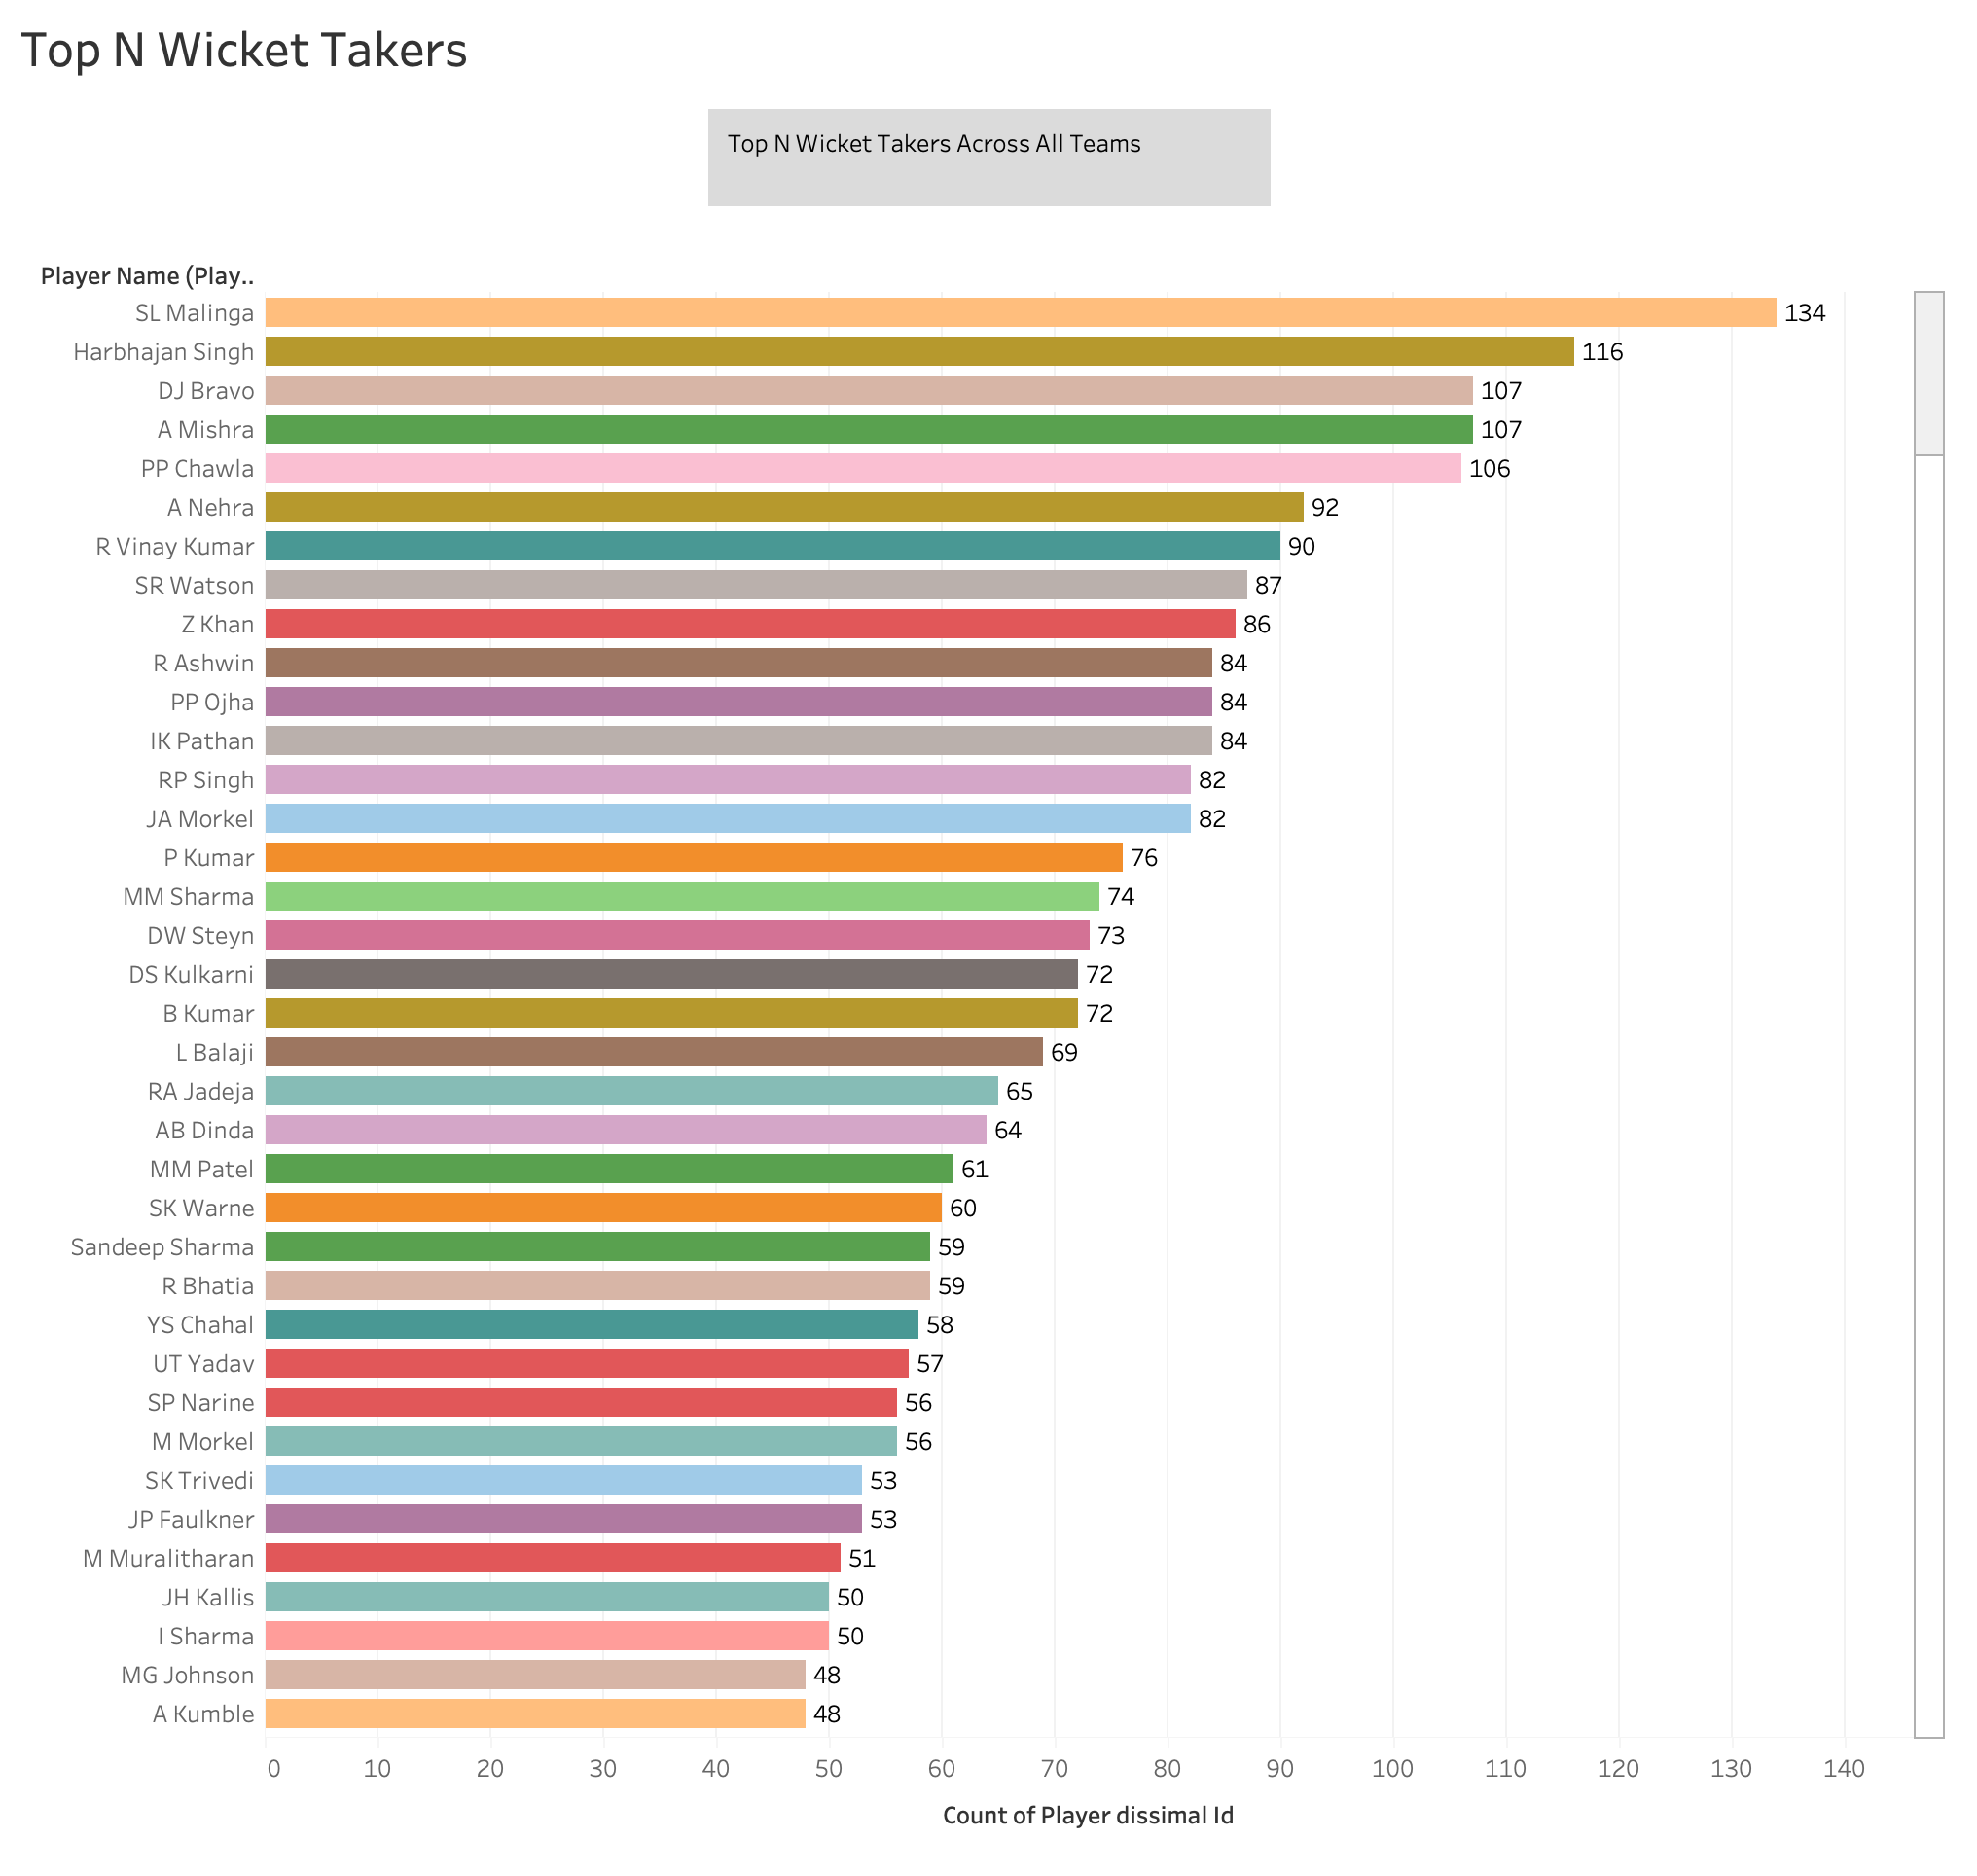 Top N Wicket Takers
Top N Wicket Takers Across All Teams
Player Name (Play..
SL Malinga 134
Harbhajan Singh 116
DJ Bravo 107
A Mishra 107
PP Chawla 106
A Nehra 92
R Vinay Kumar 90
SR Watson 87
Z Khan 86
R Ashwin 84
PP Ojha 84
IK Pathan 84
RP Singh 82
JA Morkel 82
P Kumar 76
MM Sharma 74
DW Steyn 73
DS Kulkarni 72
B Kumar 72
L Balaji 69
RA Jadeja 65
AB Dinda 64
MM Patel 61
SK Warne 60
Sandeep Sharma 59
R Bhatia 59
YS Chahal 58
UT Yadav 57
SP Narine 56
M Morkel 56
SK Trivedi 53
JP Faulkner 53
M Muralitharan 51
JH Kallis 50
I Sharma 50
MG Johnson 48
A Kumble 48
0 10 20 30 40 50 60 70 80 90 100 110 120 130 140
Count of Player dissimal Id